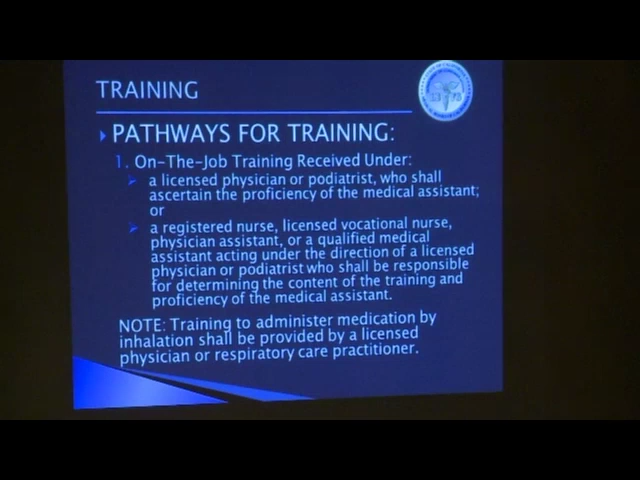 TRAINING
PATHWAYS FOR TRAINING:
1. On-The-Job Training Received Under:
a licensed physician or podiatrist, who shall
ascertain the proficiency of the medical assistant;
or
a registered nurse, licensed vocational nurse,
physician assistant, or a qualified medical
assistant acting under the direction of a licensed
physician or podiatrist who shall be responsible
for determining the content of the training and
proficiency of the medical assistant.
NOTE: Training to administer medication by
inhalation shall be provided by a licensed
physician or respiratory care practitioner.